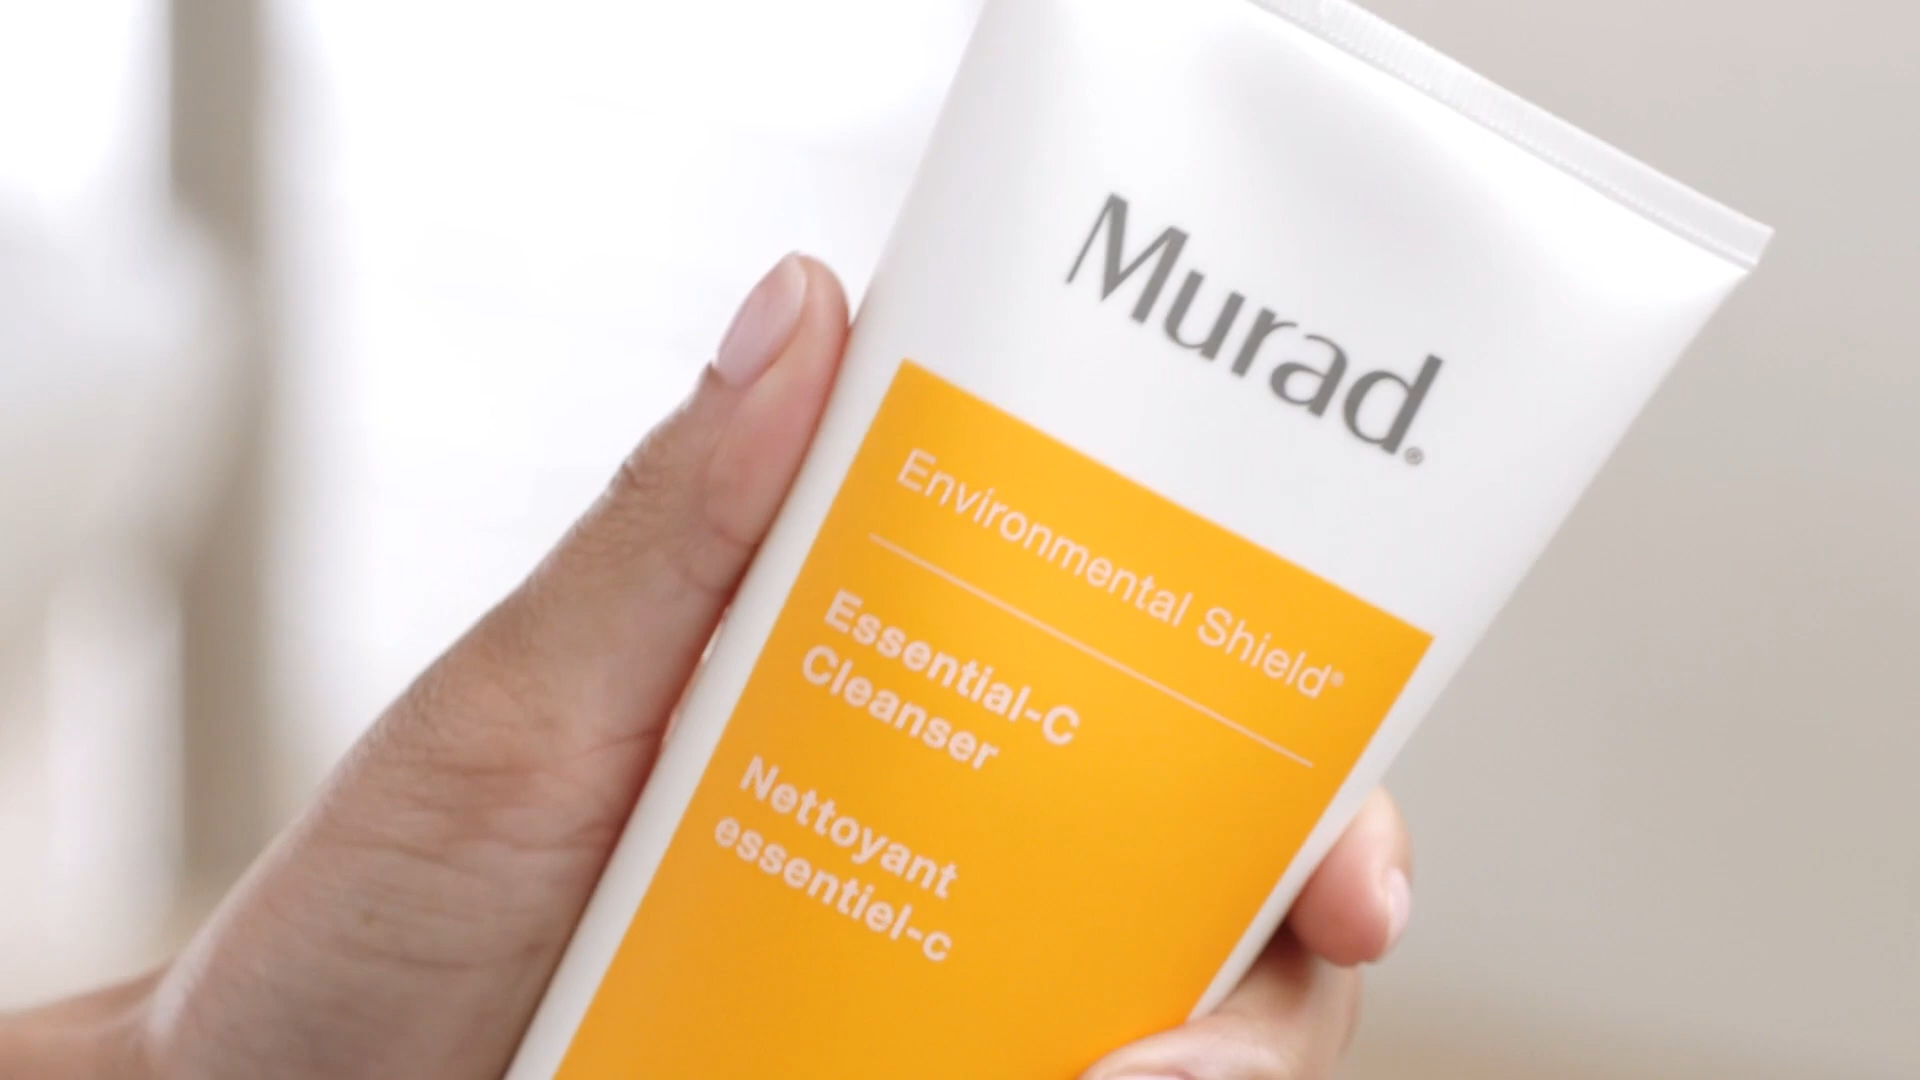 Murad®
Environmental Shield®
Essential-C
Cleanser
Nettoyant
essentiel-c